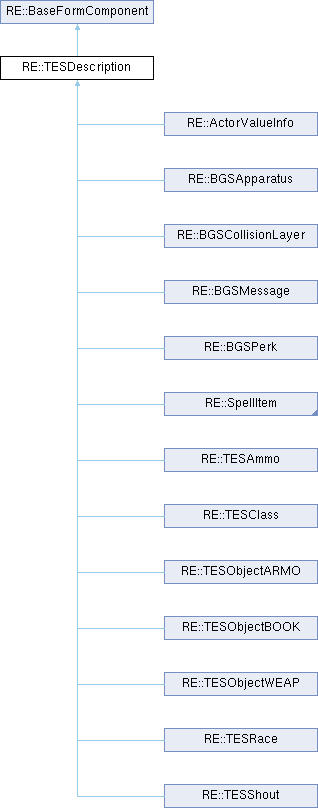 RE::BaseFormComponent
RE::TESDescription
RE::ActorValueInfo
RE::BGSApparatus
RE::BGSCollisionLayer
RE::BGSMessage
RE::BGSPerk
RE::SpellItem
RE::TESAmmo
RE::TESClass
RE::TESObjectARMO
RE::TESObjectBOOK
RE::TESObjectWEAP
RE::TESRace
RE::TESShout